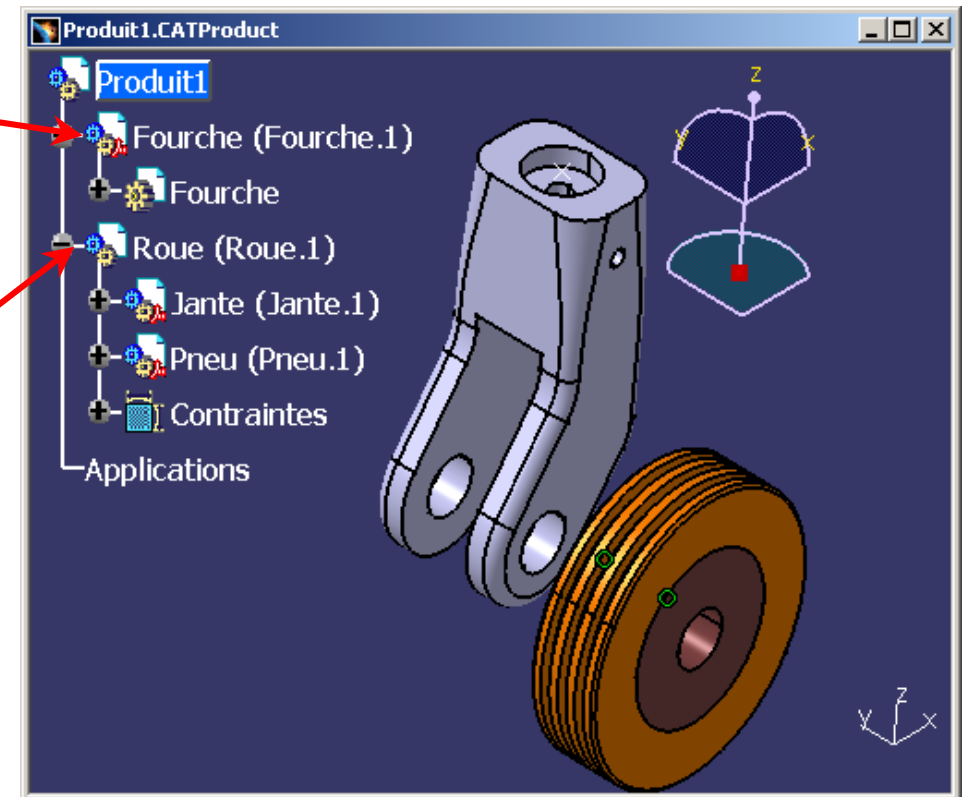 Produit1.CATProduct
Produit1
Fourche (Fourche.1)
Fourche
Roue (Roue.1)
Jante (Jante.1)
Pneu (Pneu.1)
Contraintes
Applications
z
y x
z
y x